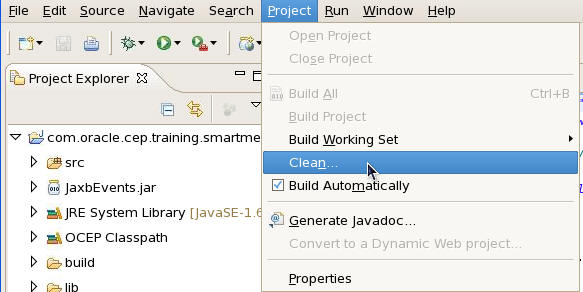 File Edit Source Navigate Search Project Run Window Help
Open Project
Close Project
Project Explorer
Build All Ctrl+B
Build Project
com.oracle.cep.training.smartme
Build Working Set
src
Clean...
JaxbEvents.jar
Build Automatically
JRE System Library [JavaSE-1.6
Generate Javadoc...
OCEP Classpath
Convert to a Dynamic Web project...
build
Properties
lib